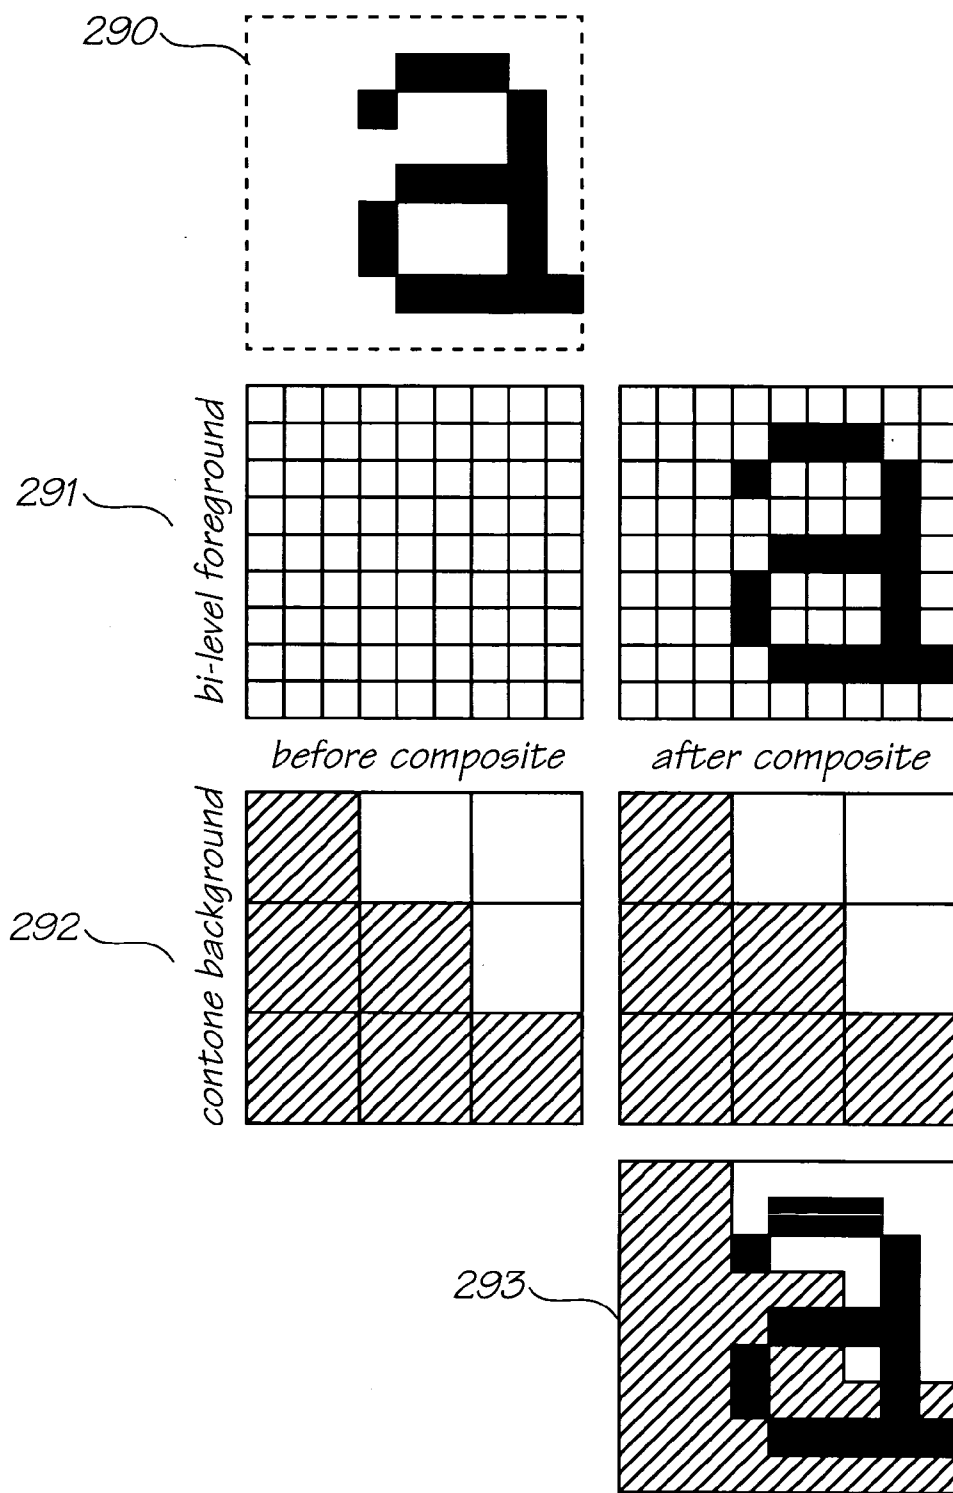 290
291
bi-level foreground
before composite
after composite
292
contone background
293